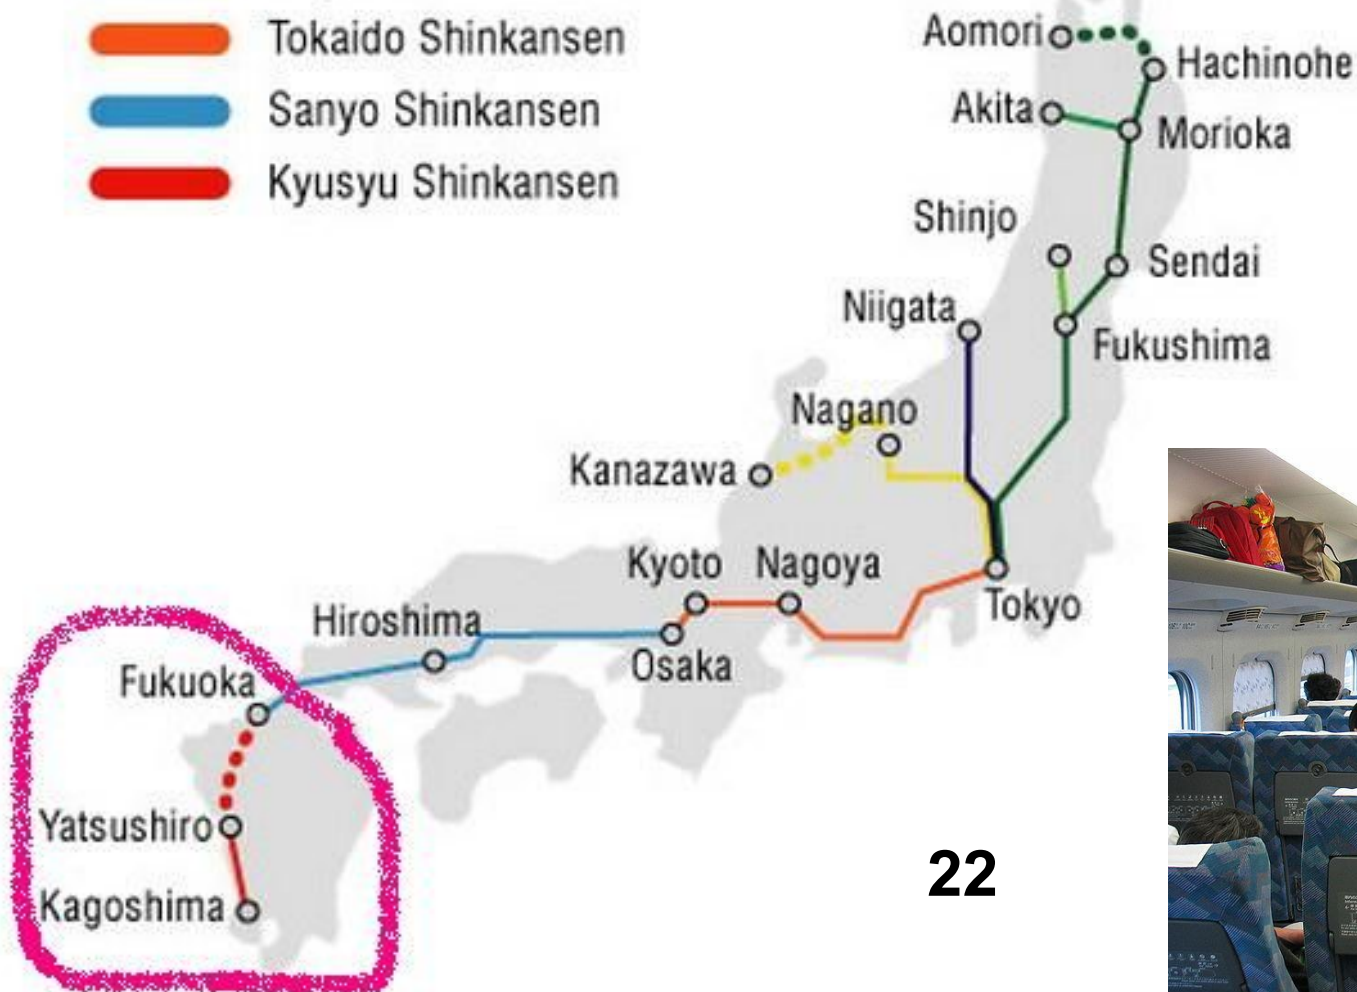 Tokaido Shinkansen
Sanyo Shinkansen
Kyusyu Shinkansen
Aomori
Hachinohe
Akita
Morioka
Shinjo
Sendai
Niigata
Fukushima
Nagano
Kanazawa
Kyoto
Nagoya
Tokyo
Hiroshima
Osaka
Fukuoka
Yatsushiro
Kagoshima
22